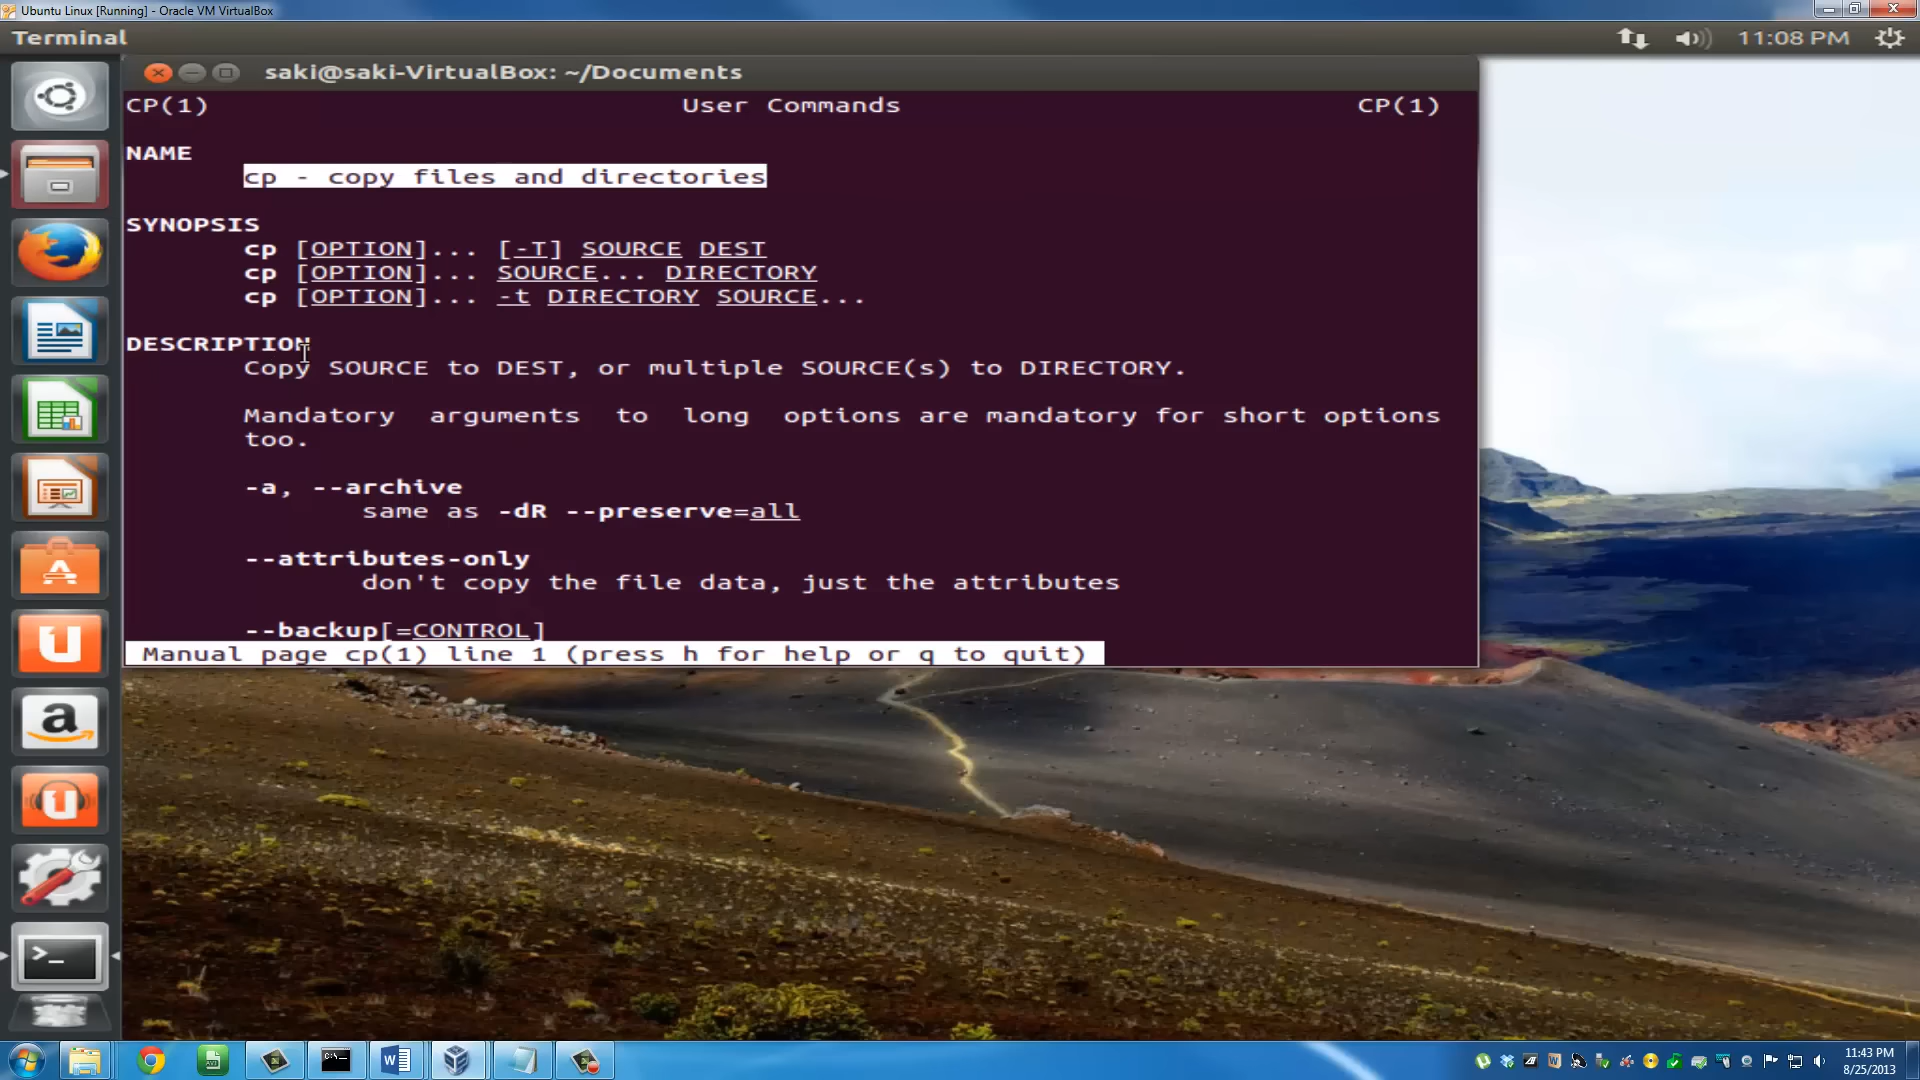 Ubuntu Linux [Running] - Oracle VM VirtualBox
Terminal
11:08 PM
saki@saki-VirtualBox: ~/Documents
CP(1) User Commands CP(1)
NAME
cp - copy files and directories
SYNOPSIS
cp [OPTION]... [-T] SOURCE DEST
cp [OPTION]... SOURCE... DIRECTORY
cp [OPTION]... -t DIRECTORY SOURCE...
DESCRIPTION
Copy SOURCE to DEST, or multiple SOURCE(s) to DIRECTORY.
Mandatory arguments to long options are mandatory for short options
too.
-a, --archive
same as -dR --preserve=all
--attributes-only
don't copy the file data, just the attributes
--backup[=CONTROL]
Manual page cp(1) line 1 (press h for help or q to quit)
11:43 PM
8/25/2013